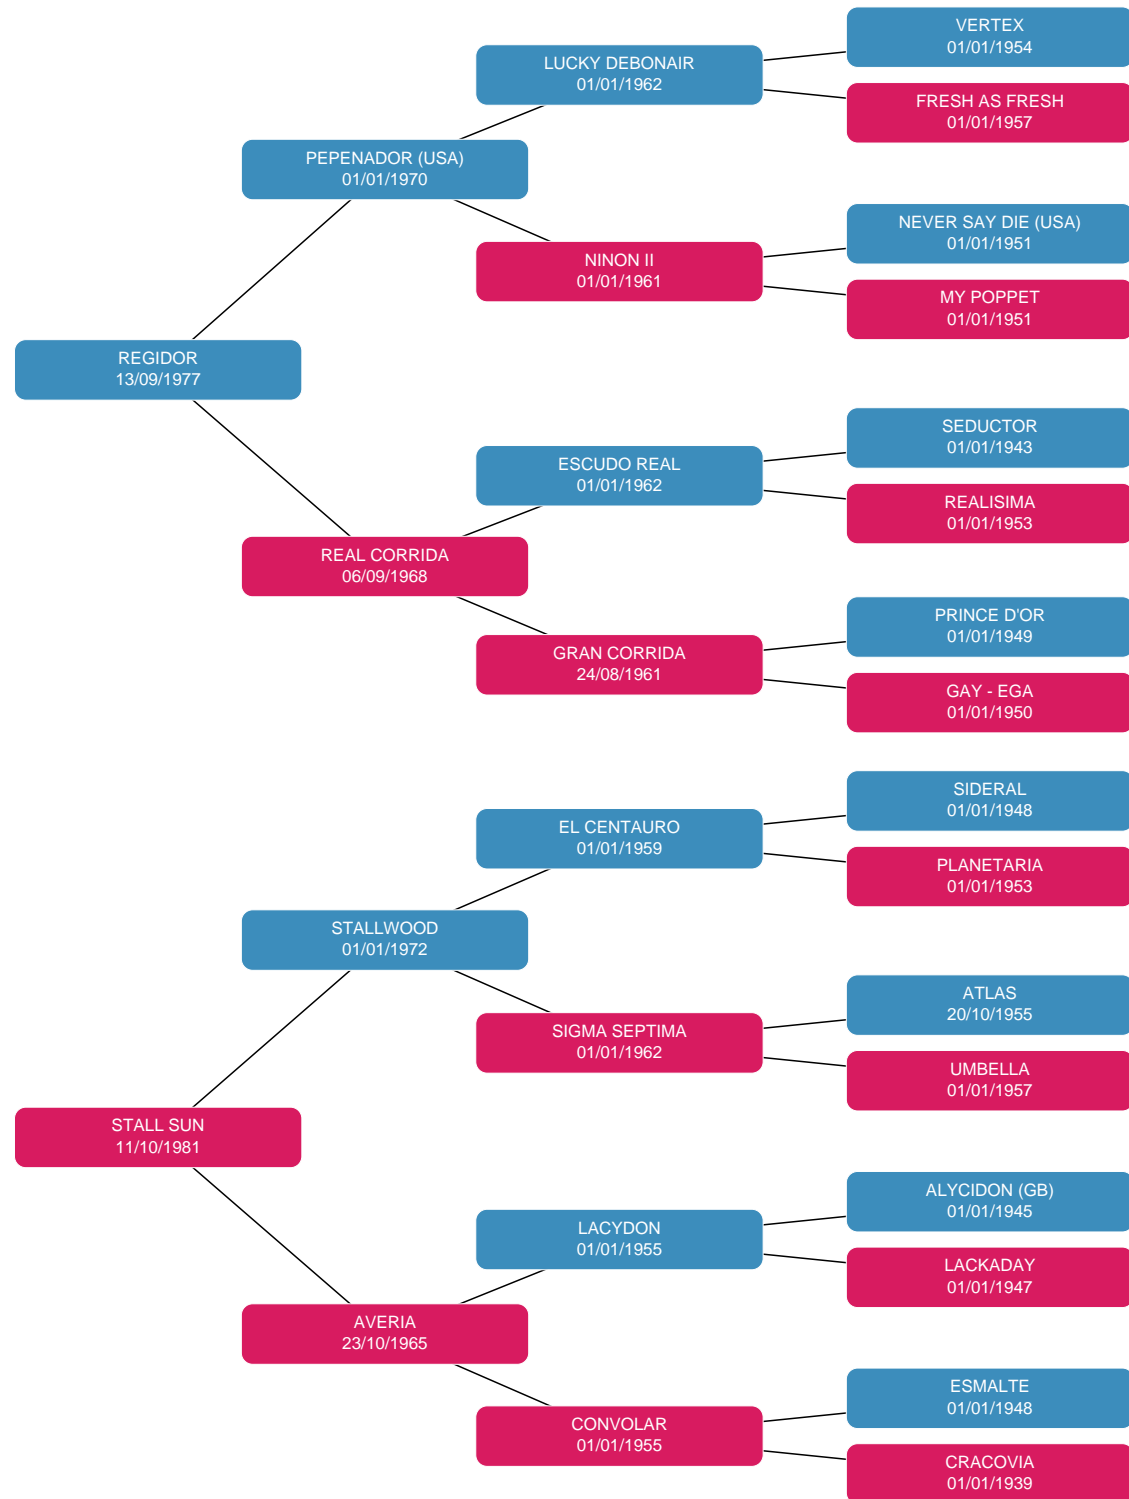 VERTEX
01/01/1954
LUCKY DEBONAIR
01/01/1962
FRESH AS FRESH
01/01/1957
PEPENADOR (USA)
01/01/1970
NEVER SAY DIE (USA)
01/01/1951
NINON II
01/01/1961
MY POPPET
01/01/1951
REGIDOR
13/09/1977
SEDUCTOR
01/01/1943
ESCUDO REAL
01/01/1962
REALISIMA
01/01/1953
REAL CORRIDA
06/09/1968
PRINCE D'OR
01/01/1949
GRAN CORRIDA
24/08/1961
GAY - EGA
01/01/1950
SIDERAL
01/01/1948
EL CENTAURO
01/01/1959
PLANETARIA
01/01/1953
STALLWOOD
01/01/1972
ATLAS
20/10/1955
SIGMA SEPTIMA
01/01/1962
UMBELLA
01/01/1957
STALL SUN
11/10/1981
ALYCIDON (GB)
01/01/1945
LACYDON
01/01/1955
LACKADAY
01/01/1947
AVERIA
23/10/1965
ESMALTE
01/01/1948
CONVOLAR
01/01/1955
CRACOVIA
01/01/1939